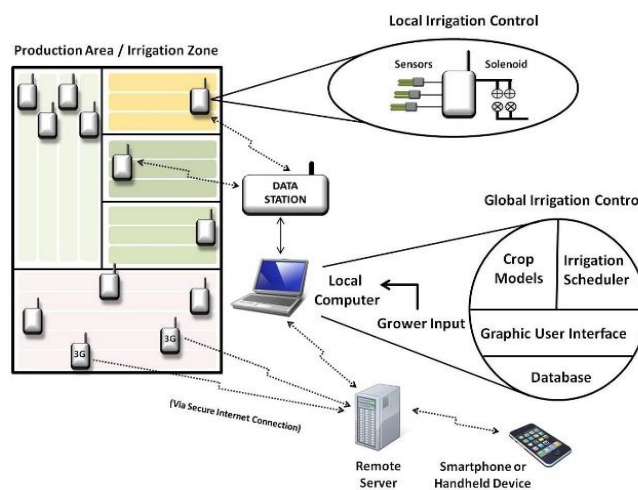 Production Area / Irrigation Zone
Local Irrigation Control
Sensors
Solenoid
DATA
STATION
Global Irrigation Control
Crop
Models
Irrigation
Scheduler
Graphic User Interface
Database
Local
Computer
Grower Input
3G
3G
(Via Secure Internet Connection)
Remote
Server
Smartphone or
Handheld Device